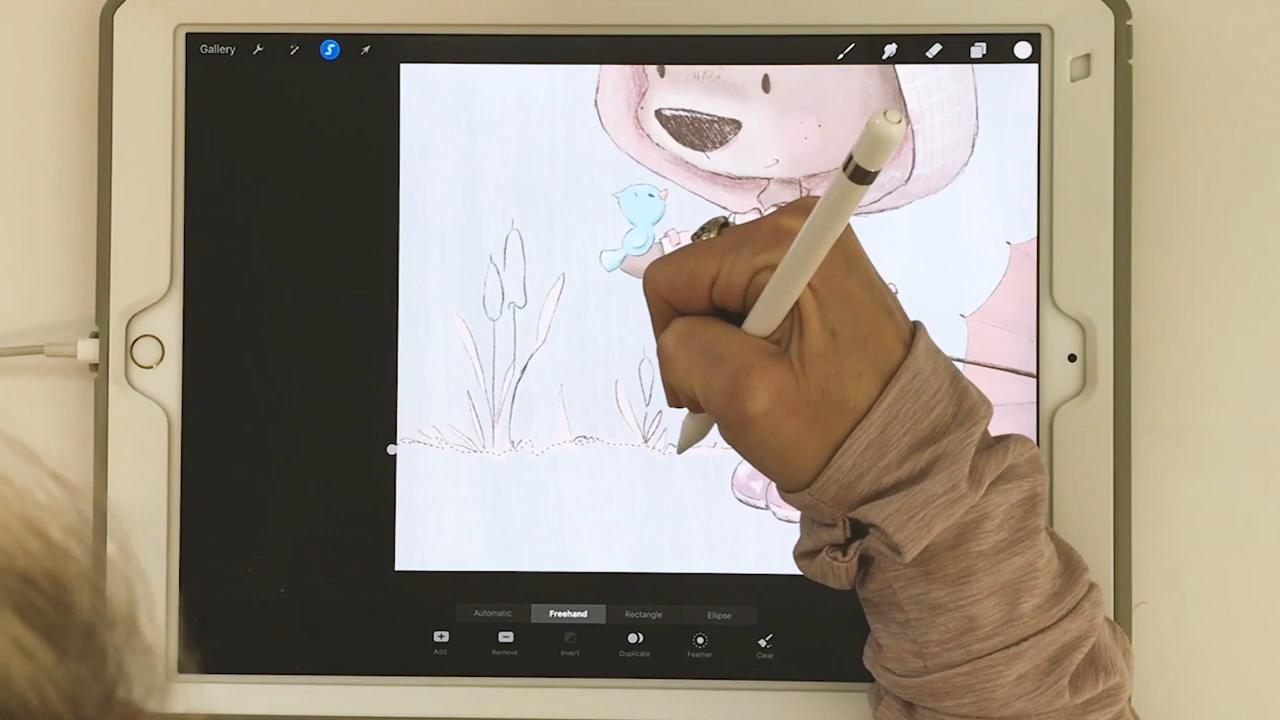 Gallery
Automatic Freehand Rectangle Ellipse
Add Remove Invert Duplicate Feather Clear